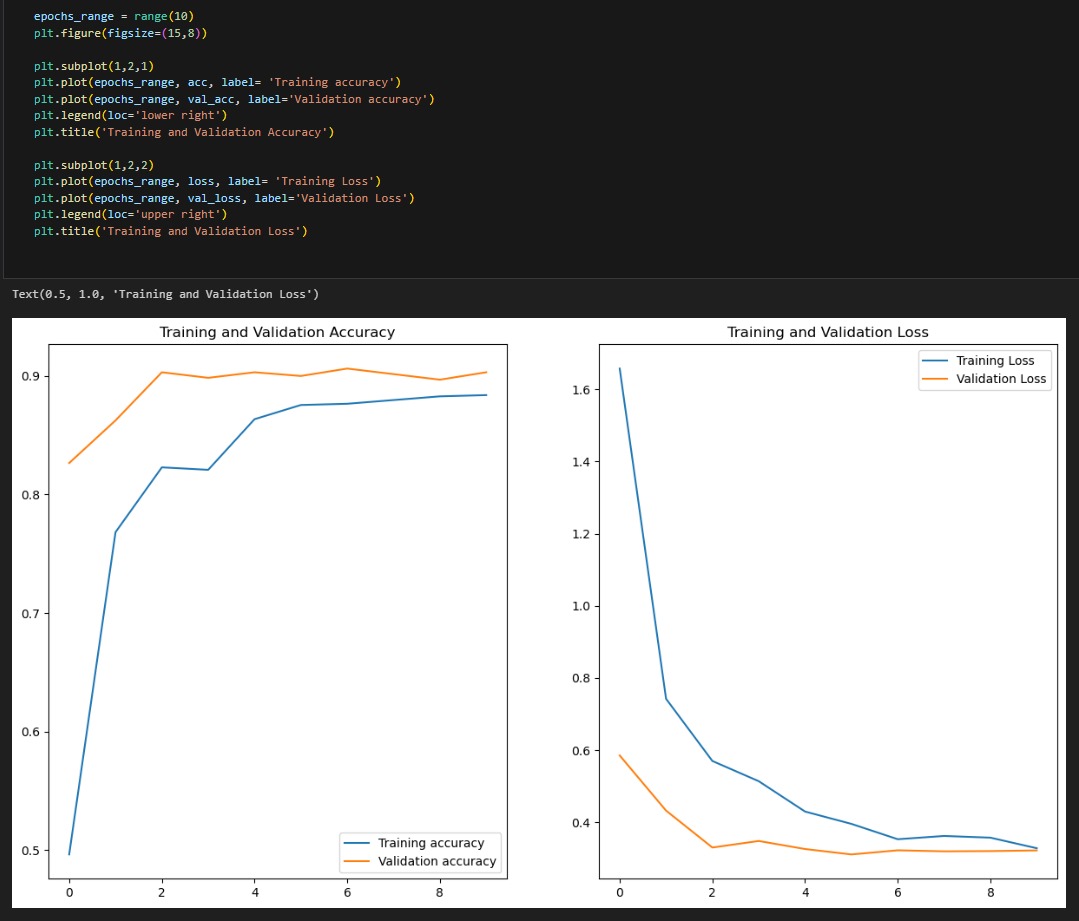 epochs_range = range(10)
plt.figure(figsize=(15,8))
plt.subplot(1,2,1)
plt.plot(epochs_range, acc, label= 'Training accuracy')
plt.plot(epochs_range, val_acc, label='Validation accuracy')
plt.legend(loc='lower right')
plt.title('Training and Validation Accuracy')
plt.subplot(1,2,2)
plt.plot(epochs_range, loss, label= 'Training Loss')
plt.plot(epochs_range, val_loss, label='Validation Loss')
plt.legend(loc='upper right')
plt.title('Training and Validation Loss')
Text(0.5, 1.0, 'Training and Validation Loss')
Training and Validation Accuracy
0.9
0.8
0.7
0.6
0.5
Training accuracy
Validation accuracy
0 2 4 6 8
Training and Validation Loss
Training Loss
Validation Loss
1.6
1.4
1.2
1.0
0.8
0.6
0.4
0 2 4 6 8